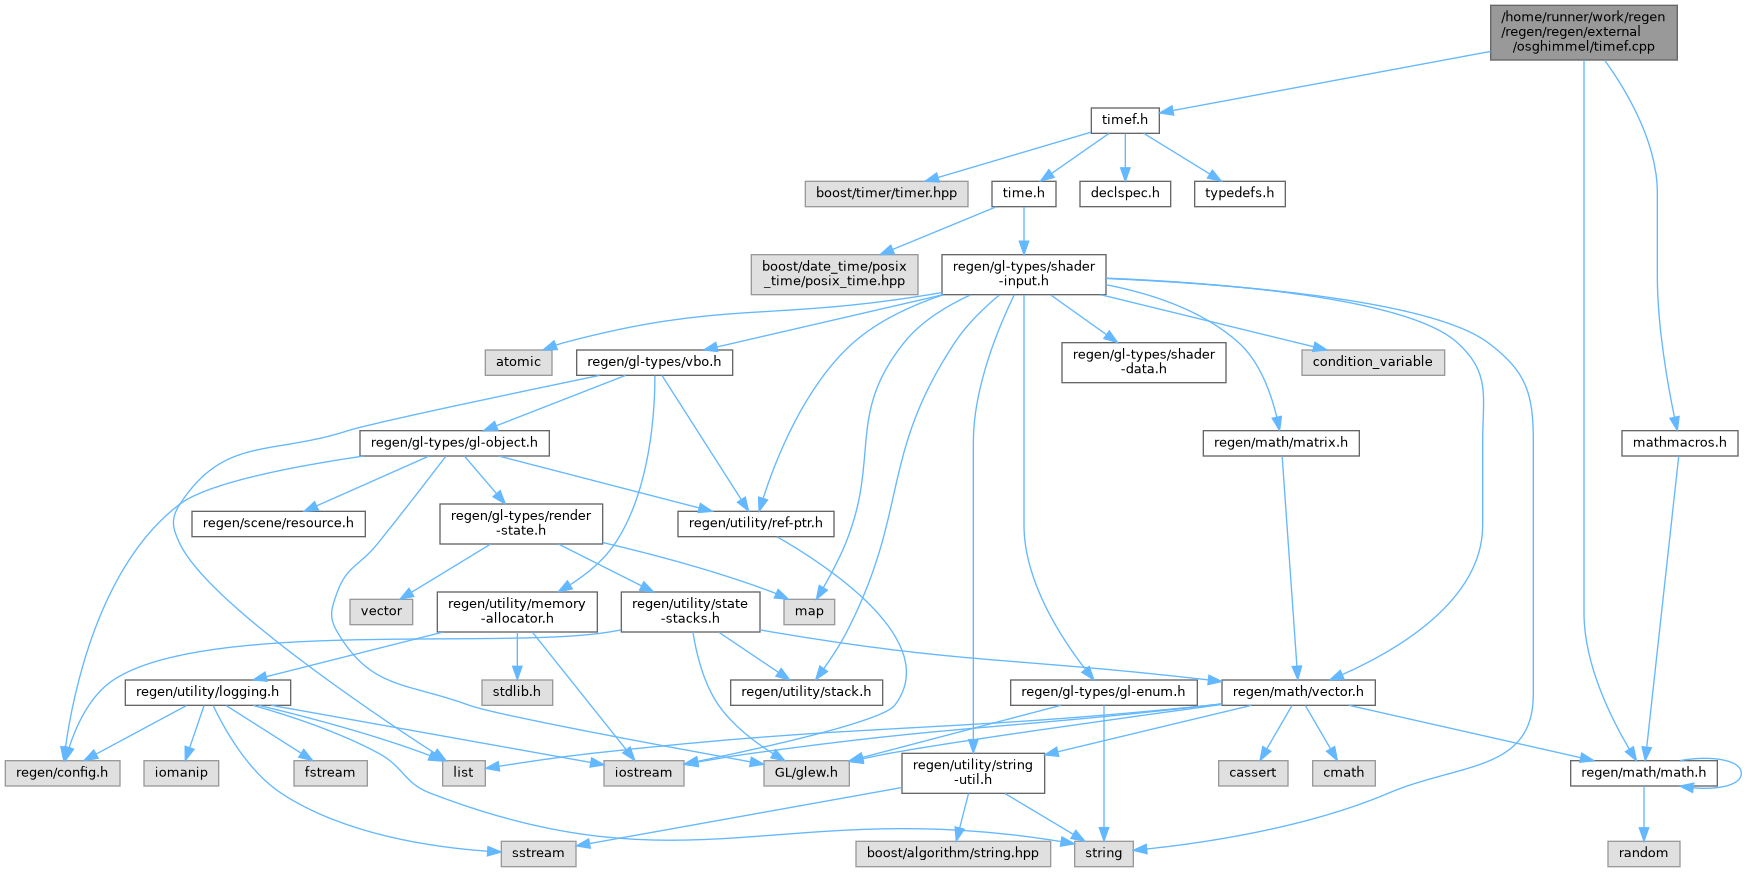 /home/runner/work/regen
/regen/regen/external
/osghimmel/timef.cpp
timef.h
boost/timer/timer.hpp
time.h
declspec.h
typedefs.h
boost/date_time/posix
_time/posix_time.hpp
regen/gl-types/shader
-input.h
atomic
regen/gl-types/vbo.h
regen/gl-types/shader
-data.h
condition_variable
regen/gl-types/gl-object.h
regen/math/matrix.h
mathmacros.h
regen/scene/resource.h
regen/gl-types/render
-state.h
regen/utility/ref-ptr.h
vector
regen/utility/memory
-allocator.h
regen/utility/state
-stacks.h
map
regen/utility/logging.h
stdlib.h
regen/utility/stack.h
regen/gl-types/gl-enum.h
regen/math/vector.h
regen/config.h
iomanip
fstream
list
iostream
GL/glew.h
regen/utility/string
-util.h
cassert
cmath
regen/math/math.h
sstream
boost/algorithm/string.hpp
string
random